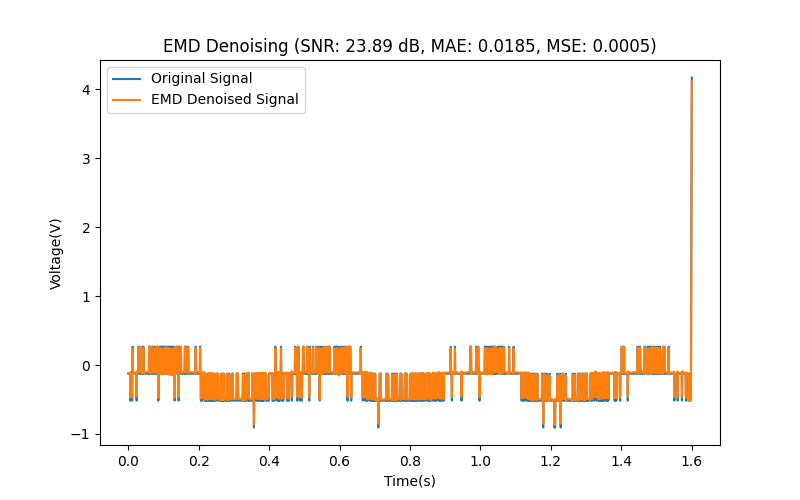 EMD Denoising (SNR: 23.89 dB, MAE: 0.0185, MSE: 0.0005)
Original Signal
EMD Denoised Signal
4
3
2
1
0
−1
Voltage(V)
0.0 0.2 0.4 0.6 0.8 1.0 1.2 1.4 1.6
Time(s)